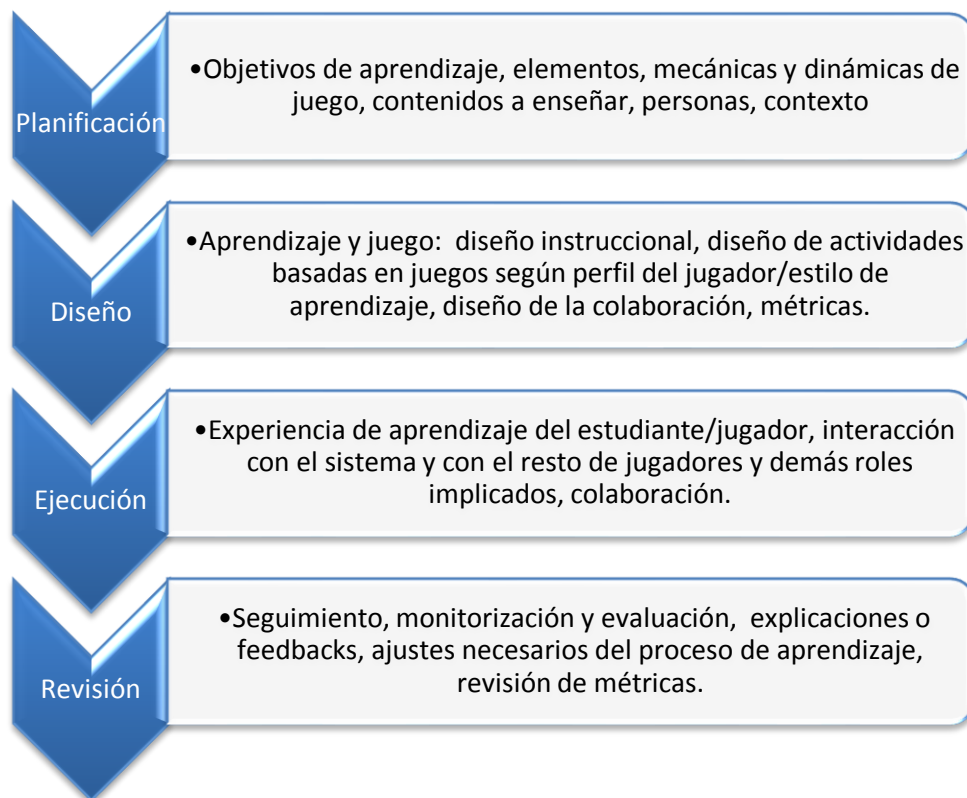 Planificación
•Objetivos de aprendizaje, elementos, mecánicas y dinámicas de
juego, contenidos a enseñar, personas, contexto
Diseño
•Aprendizaje y juego:  diseño instruccional, diseño de actividades
basadas en juegos según perfil del jugador/estilo de
aprendizaje, diseño de la colaboración, métricas.
Ejecución
•Experiencia de aprendizaje del estudiante/jugador, interacción
con el sistema y con el resto de jugadores y demás roles
implicados, colaboración.
Revisión
•Seguimiento, monitorización y evaluación,  explicaciones o
feedbacks, ajustes necesarios del proceso de aprendizaje,
revisión de métricas.